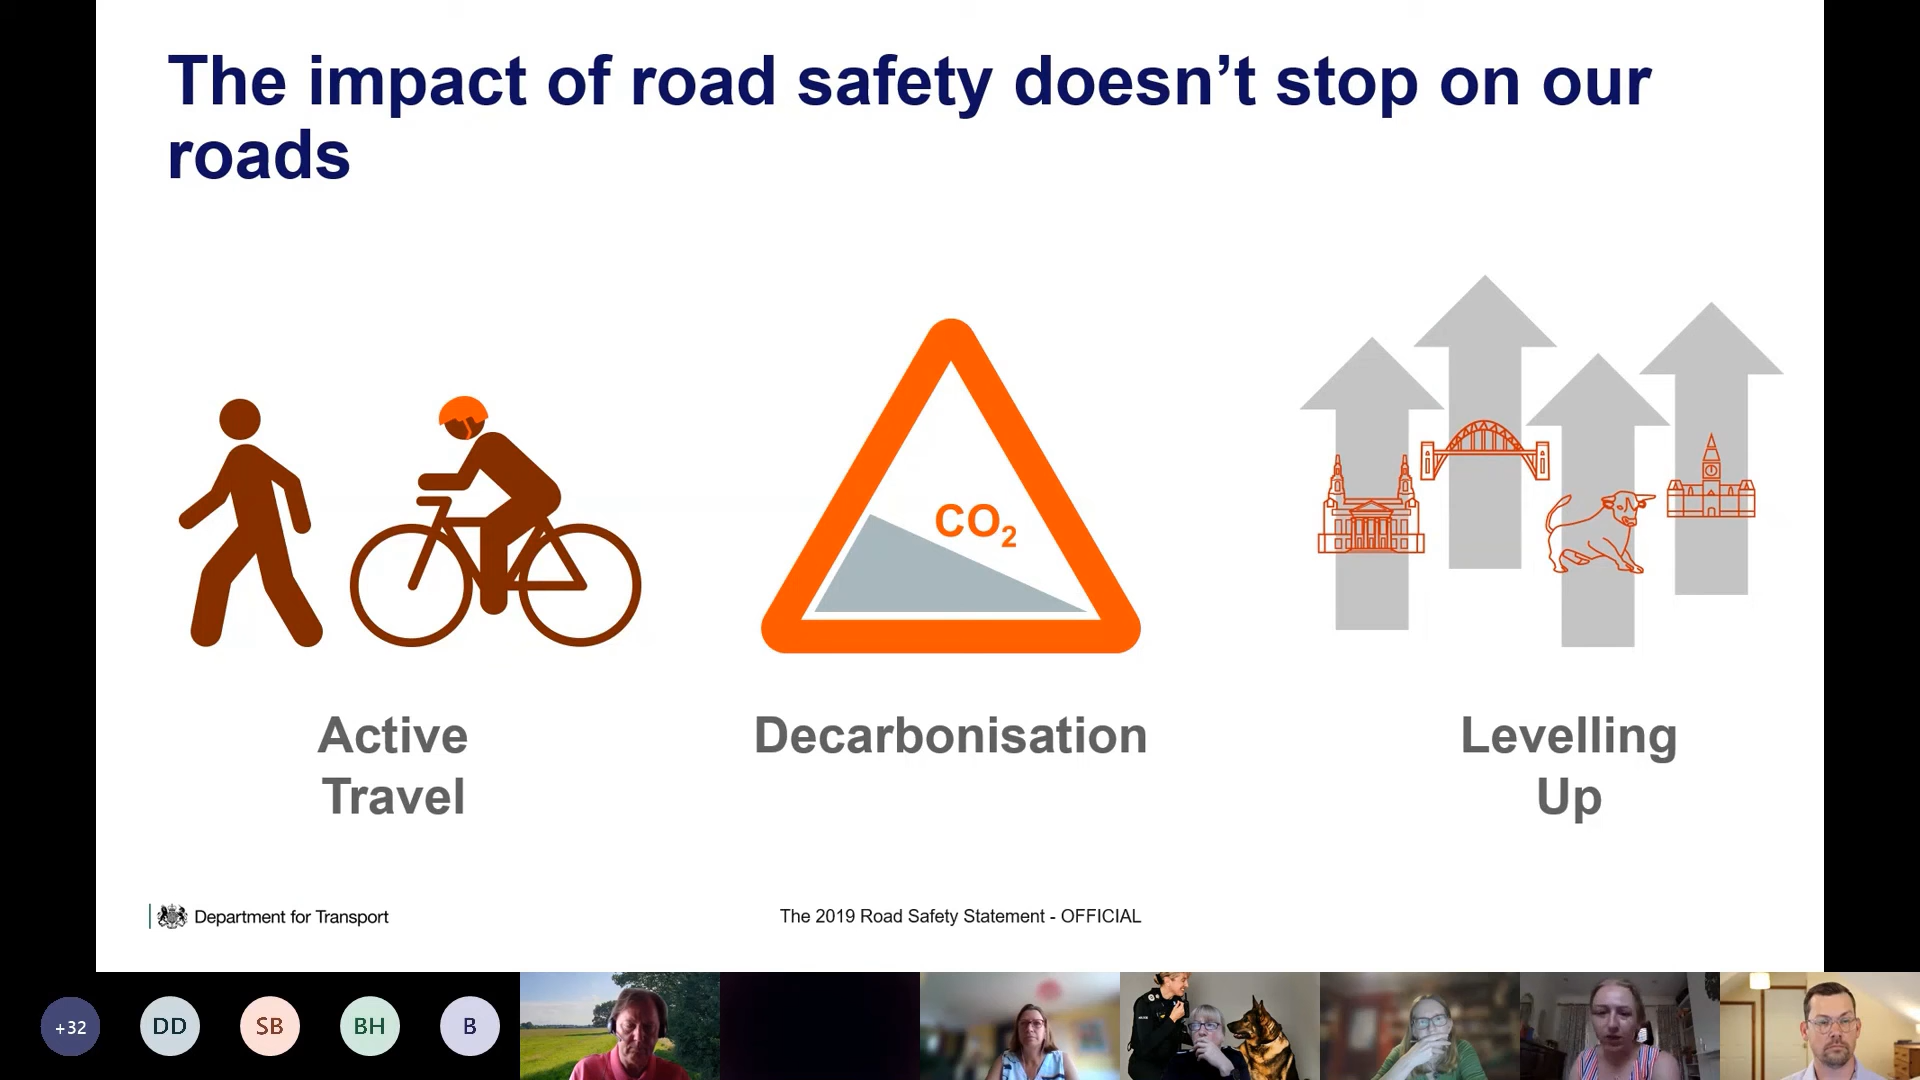 The impact of road safety doesn’t stop on our
roads
CO₂
Active
Travel
Decarbonisation
Levelling
Up
Department for Transport
The 2019 Road Safety Statement - OFFICIAL
+32
DD
SB
BH
B